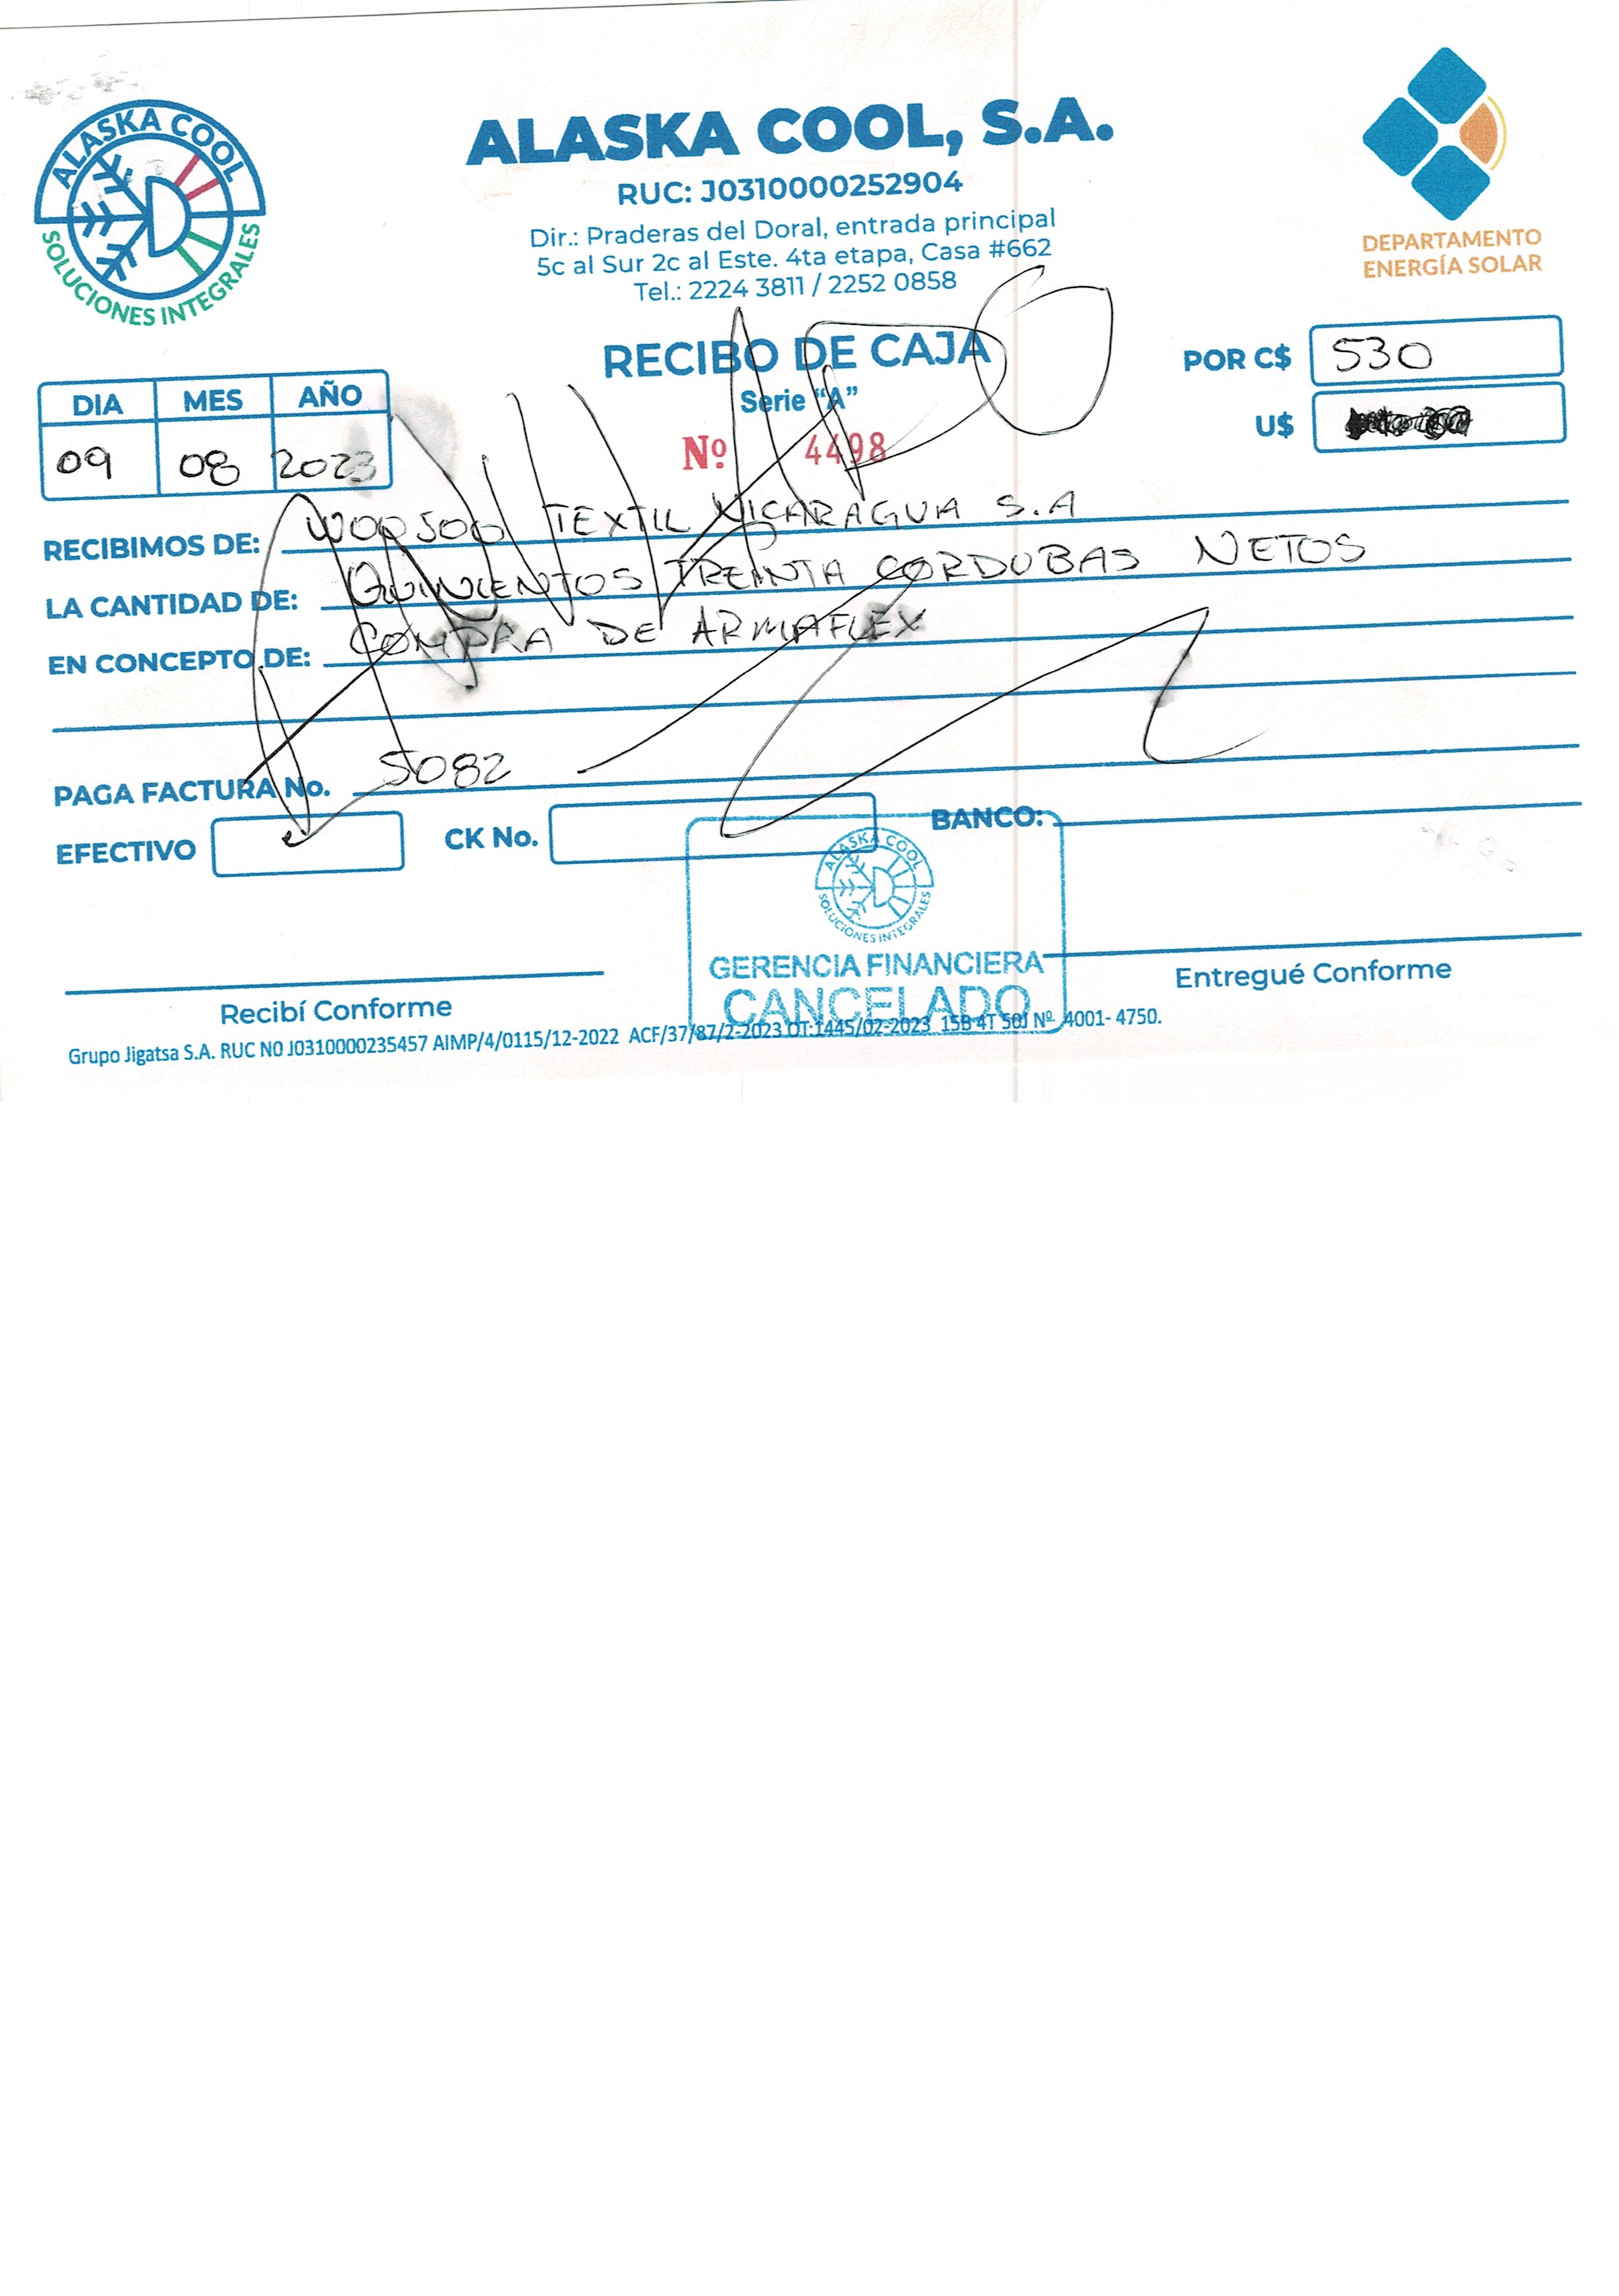 ALASKA COOL
SOLUCIONES INTEGRALES
ALASKA COOL, S.A.
RUC: J0310000252904
Dir.: Praderas del Doral, entrada principal
5c al Sur 2c al Este. 4ta etapa, Casa #662
Tel.: 2224 3811 / 2252 0858
DEPARTAMENTO
ENERGÍA SOLAR
RECIBO DE CAJA
Serie "A"
Nº. 4498
POR C$ 530
U$
DIA MES AÑO
09 08 2023
RECIBIMOS DE: WOOSOO TEXTIL NICARAGUA S.A
LA CANTIDAD DE: QUINIENTOS TREINTA CORDOBAS NETOS
EN CONCEPTO DE: COMPRA DE ARMAFLEX
PAGA FACTURA No. 5082
EFECTIVO CK No. BANCO:
ALASKA COOL
SOLUCIONES INTEGRALES
GERENCIA FINANCIERA
CANCELADO
Recibí Conforme
Entregué Conforme
Grupo Jigatsa S.A. RUC N0 J0310000235457 AIMP/4/0115/12-2022 ACF/37/87/2-2023 OT:1445/02-2023 15B 4T 50J Nº. 4001- 4750.